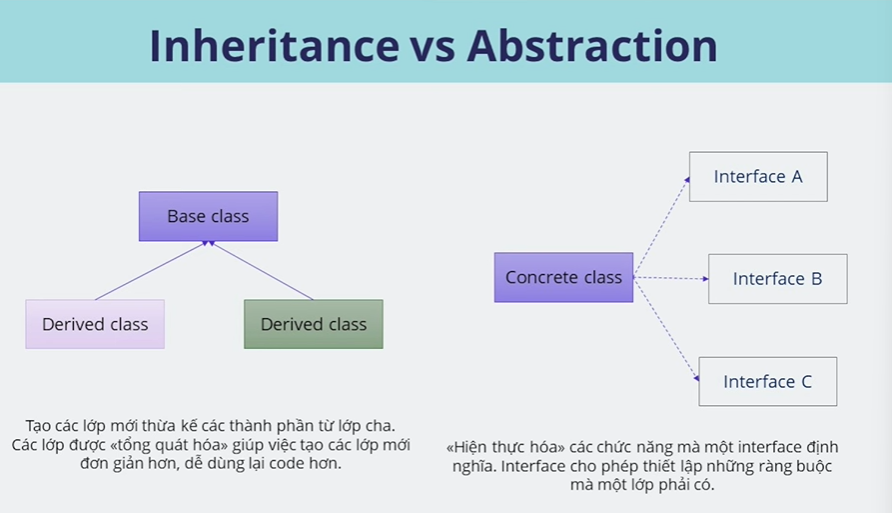 Inheritance vs Abstraction
Base class
Derived class
Derived class
Tạo các lớp mới thừa kế các thành phần từ lớp cha.
Các lớp được «tổng quát hóa» giúp việc tạo các lớp mới
đơn giản hơn, dễ dùng lại code hơn.
Interface A
Concrete class
Interface B
Interface C
«Hiện thực hóa» các chức năng mà một interface định
nghĩa. Interface cho phép thiết lập những ràng buộc
mà một lớp phải có.